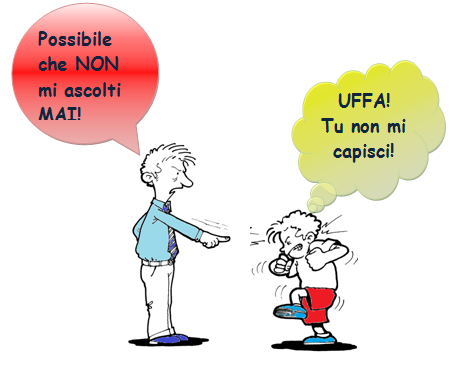 Possibile
che NON
mi ascolti
MAI!
UFFA!
Tu non mi
capisci!